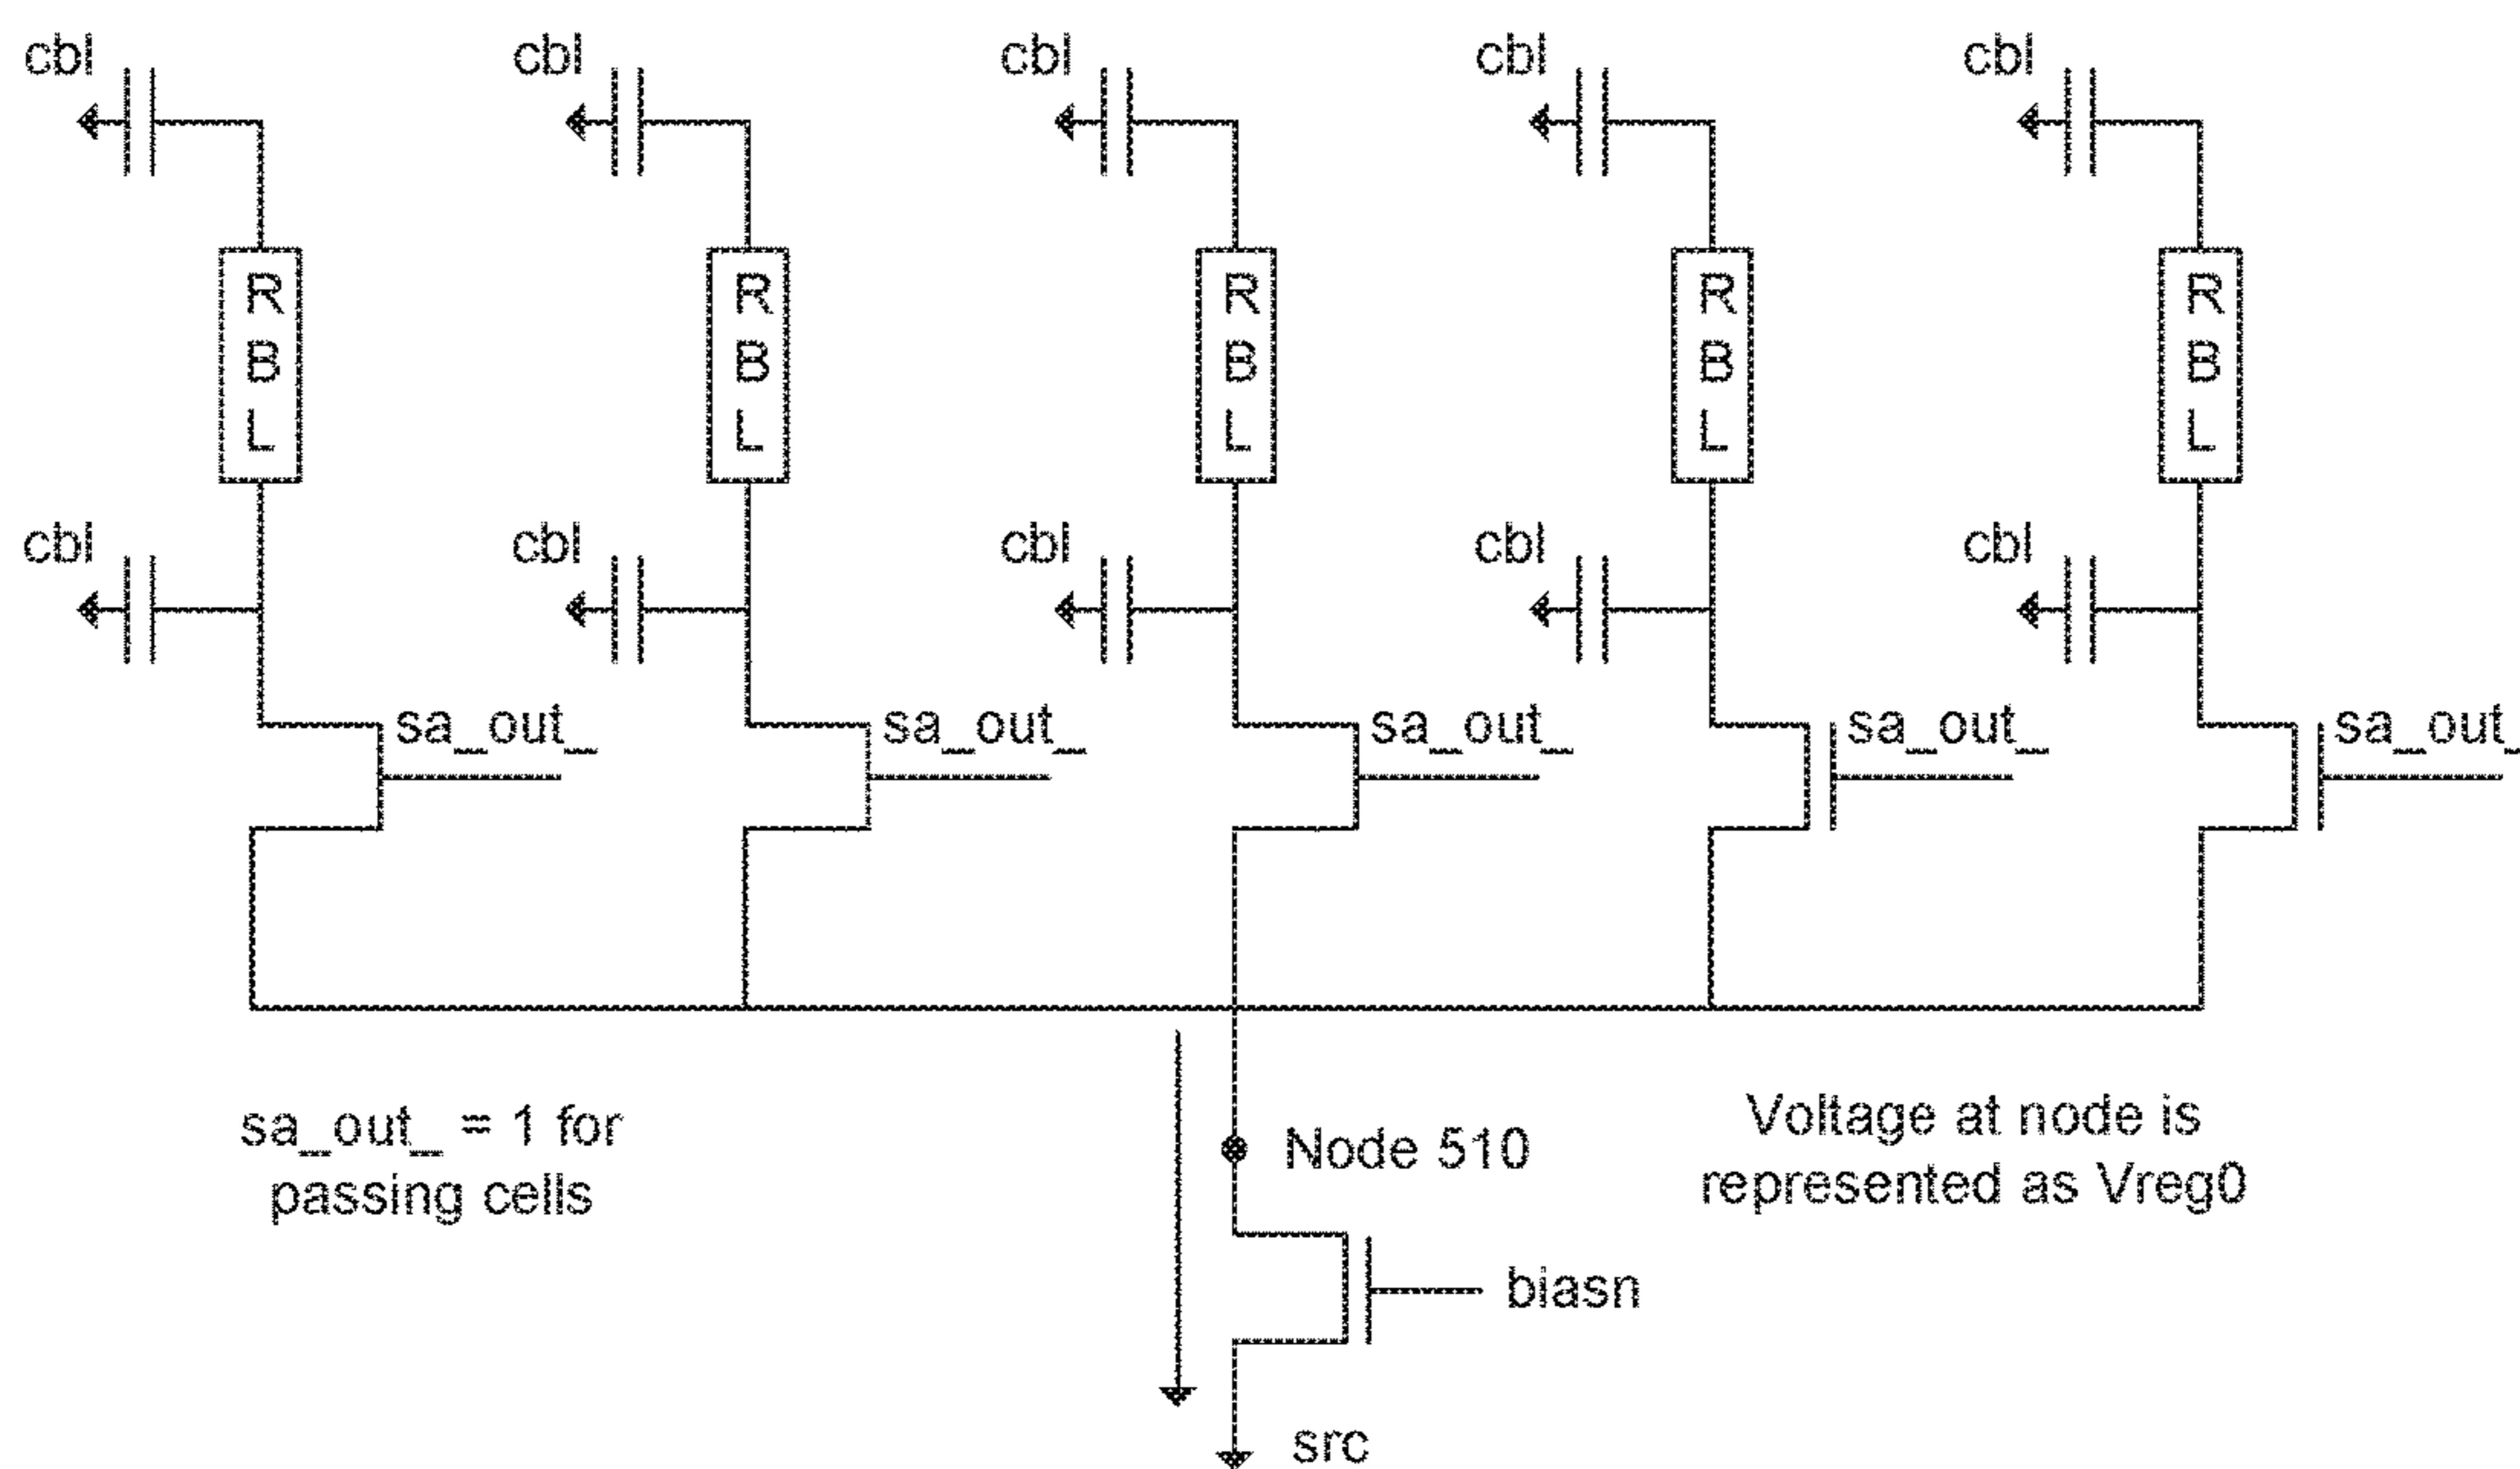 cbl cbl cbl cbl cbl
R R R R R
B B B B B
L L L L L
cbl cbl cbl cbl cbl
sa_out_ sa_out_ sa_out_ sa_out_ sa_out_
sa_out_ = 1 for
passing cells
Node 510
Voltage at node is
represented as Vreg0
biasn
src